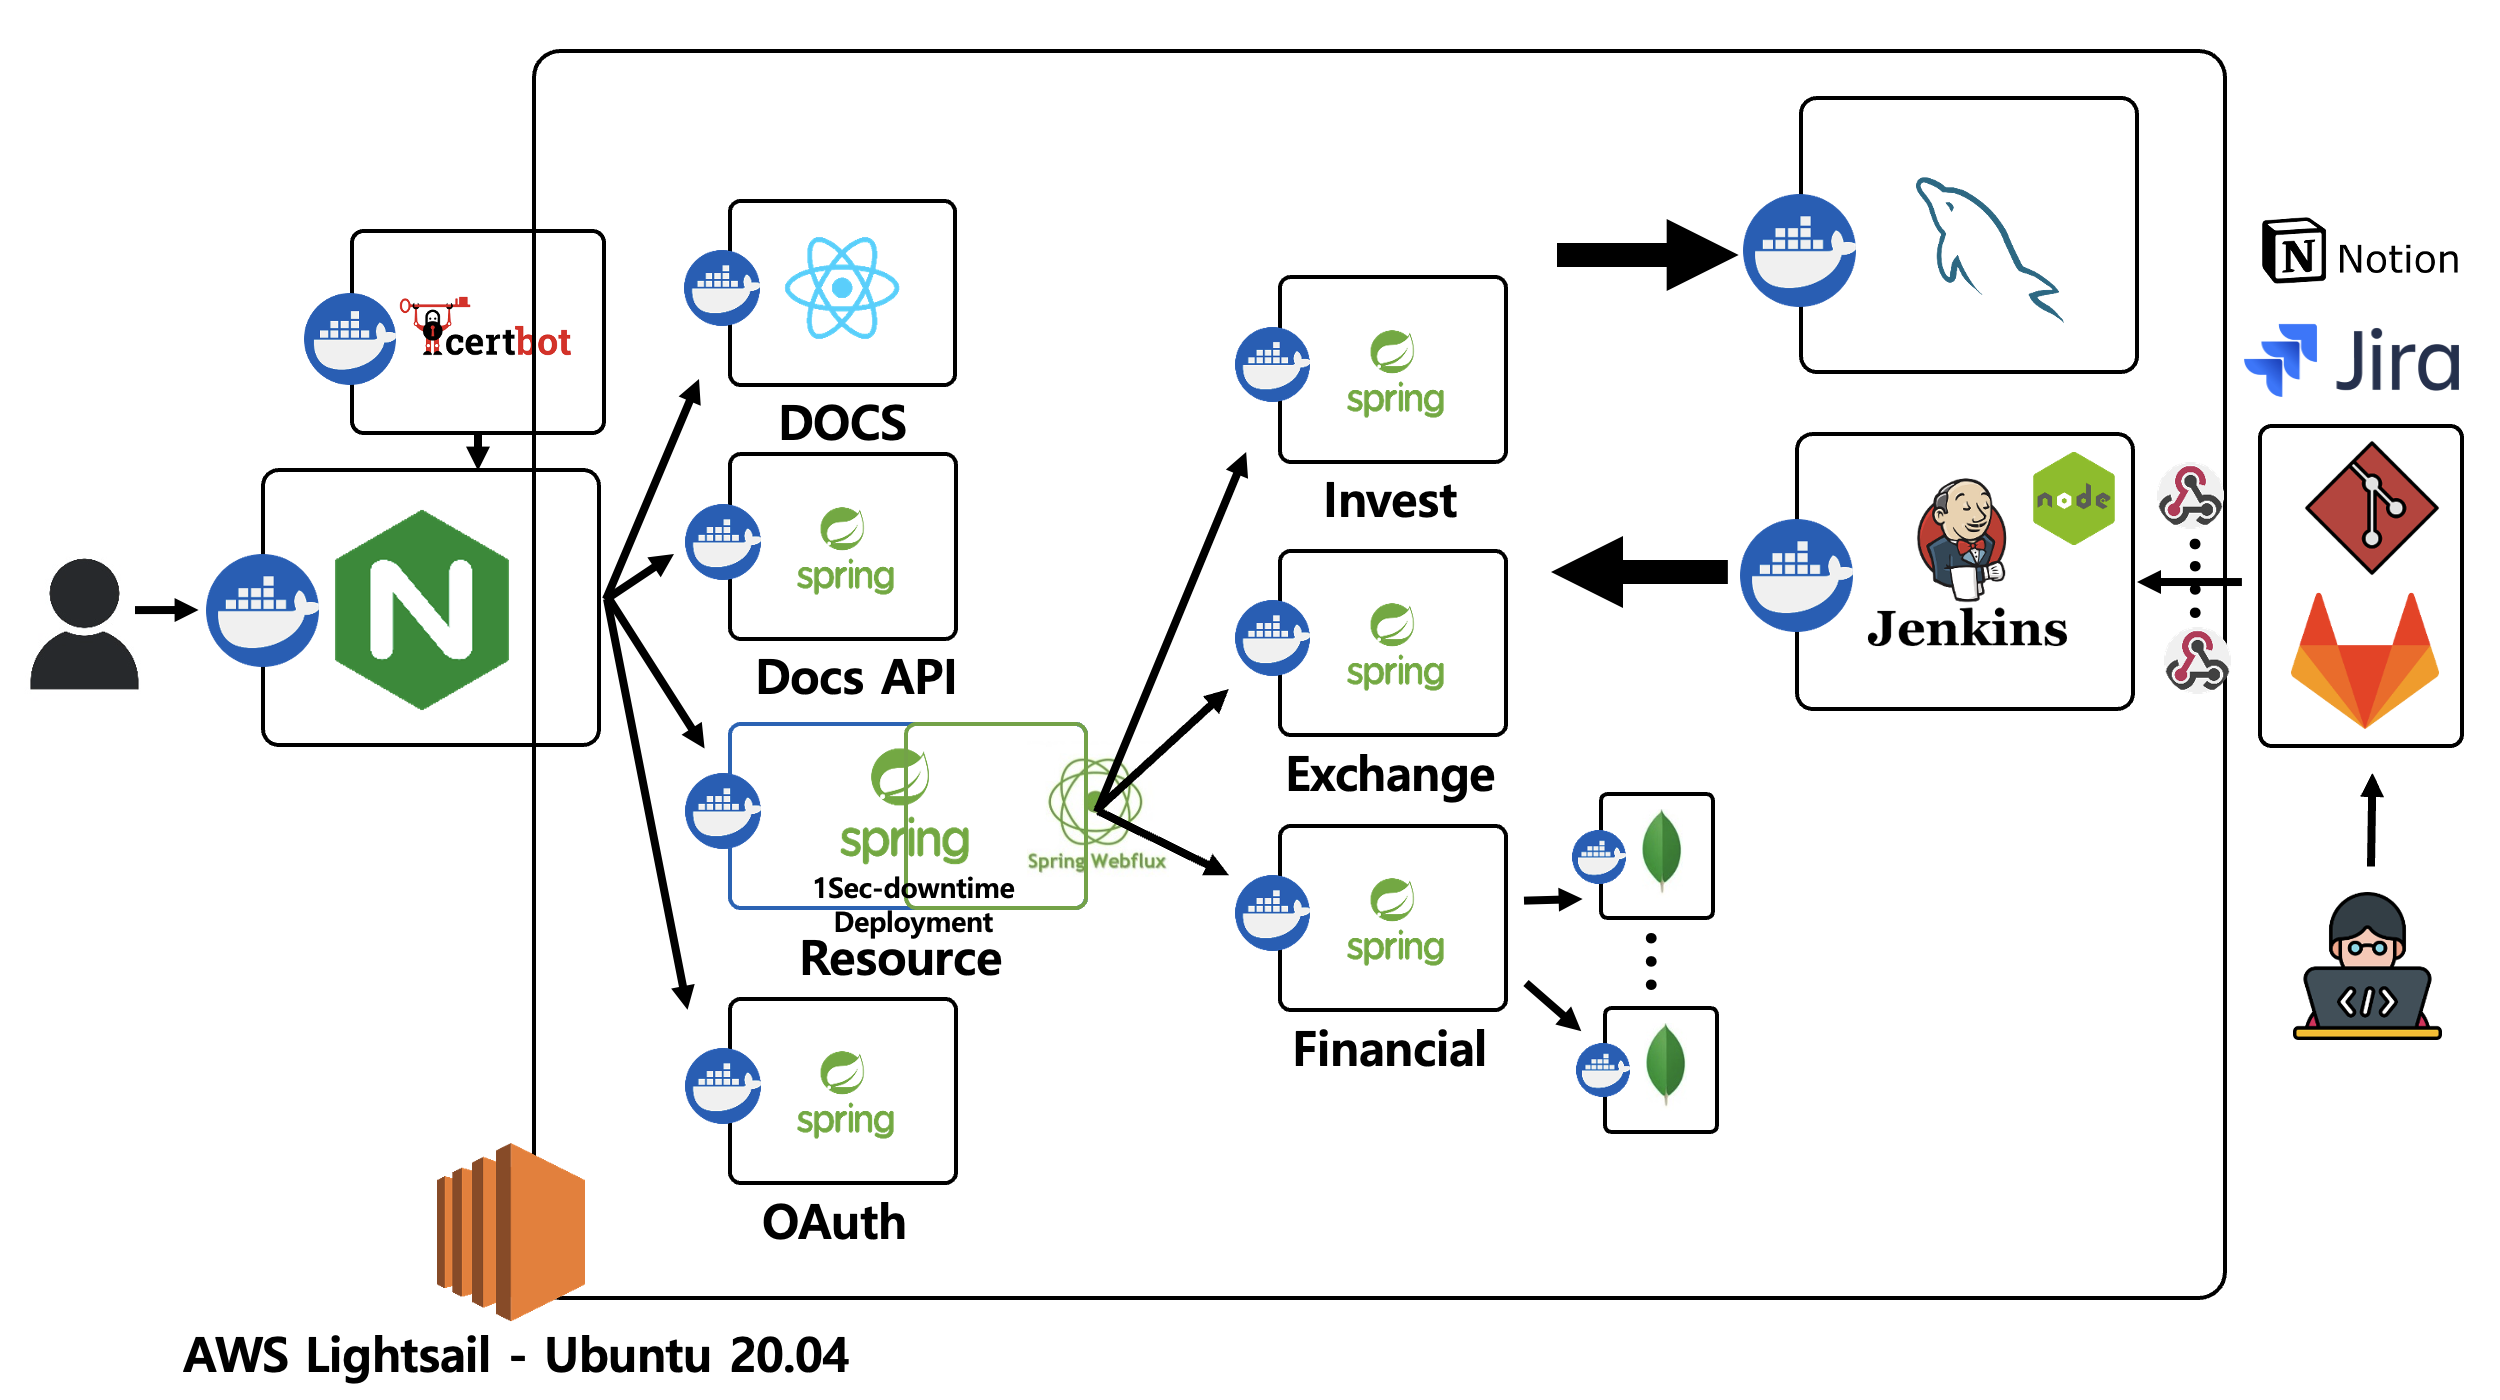 certbot
DOCS
spring
Docs API
spring
Spring Webflux
1Sec-downtime
Deployment
Resource
spring
OAuth
spring
Invest
spring
Exchange
spring
Financial
node
Jenkins
Notion
Jira
AWS Lightsail - Ubuntu 20.04